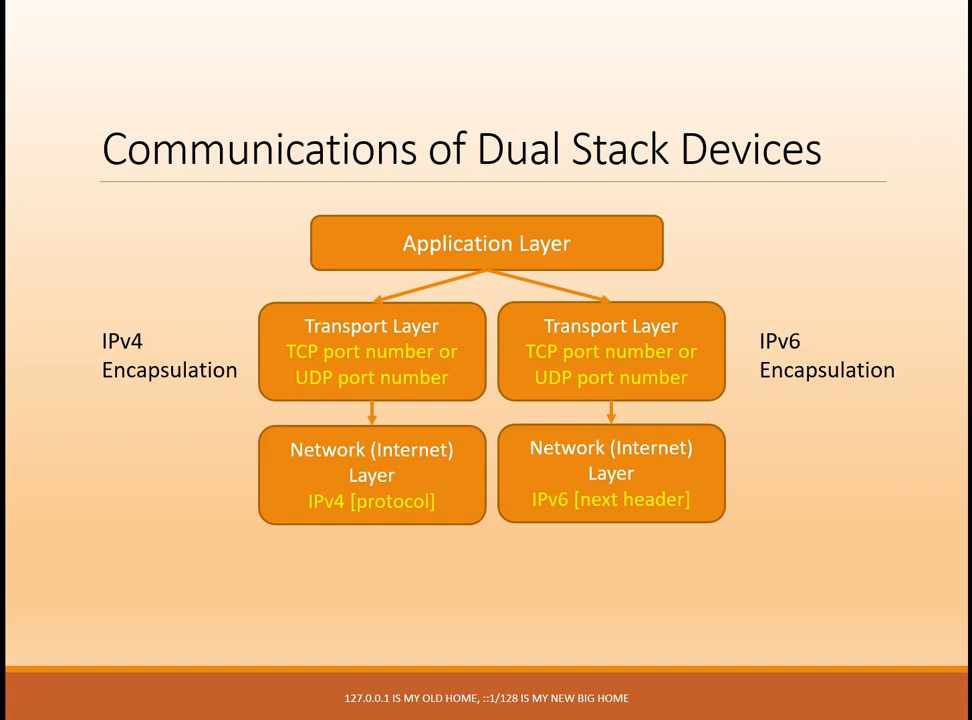 Communications of Dual Stack Devices
Application Layer
IPv4
Encapsulation
Transport Layer
TCP port number or
UDP port number
Transport Layer
TCP port number or
UDP port number
IPv6
Encapsulation
Network (Internet)
Layer
IPv4 [protocol]
Network (Internet)
Layer
IPv6 [next header]
127.0.0.1 IS MY OLD HOME, ::1/128 IS MY NEW BIG HOME